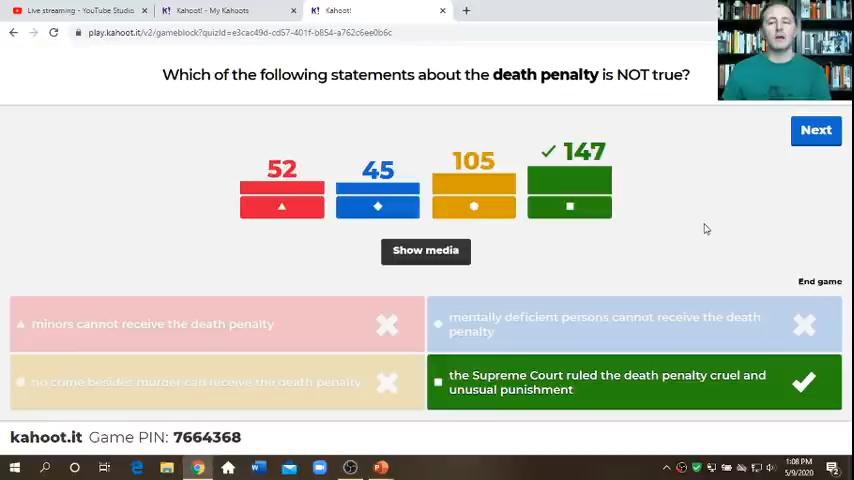 Live streaming - YouTube Studio
Kahoot! - My Kahoots
Kahoot!
play.kahoot.it/v2/gameblock?quizId=e3cac49d-cd57-401f-b854-a762c6ee0b6c
Which of the following statements about the death penalty is NOT true?
Next
52
45
105
147
Show media
End game
minors cannot receive the death penalty
mentally deficient persons cannot receive the death
penalty
no crime besides murder can receive the death penalty
the Supreme Court ruled the death penalty cruel and
unusual punishment
kahoot.it Game PIN: 7664368
1:08 PM
5/9/2020